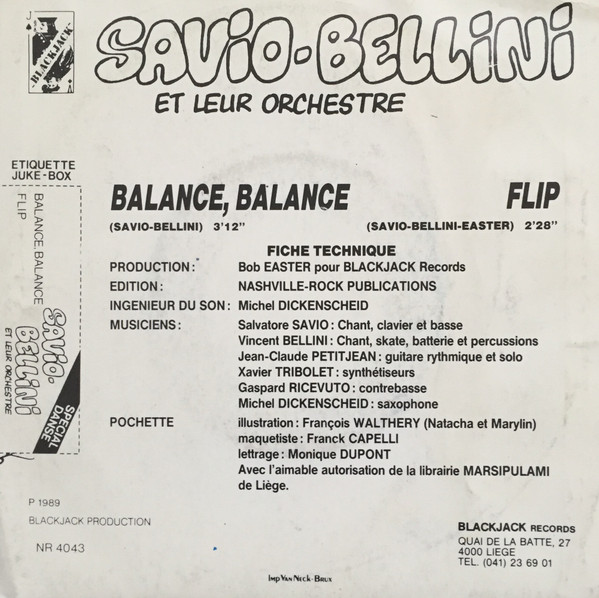 BLACKJACK
SAVIO-BELLINI
ET LEUR ORCHESTRE
ETIQUETTE
JUKE-BOX
BALANCE, BALANCE
FLIP
SAVIO-
BELLINI
ET LEUR ORCHESTRE
SPECIAL
DANSE
BALANCE, BALANCE FLIP
(SAVIO-BELLINI) 3'12" (SAVIO-BELLINI-EASTER) 2'28"
FICHE TECHNIQUE
PRODUCTION: Bob EASTER pour BLACKJACK Records
EDITION: NASHVILLE-ROCK PUBLICATIONS
INGENIEUR DU SON: Michel DICKENSCHEID
MUSICIENS: Salvatore SAVIO: Chant, clavier et basse
Vincent BELLINI: Chant, skate, batterie et percussions
Jean-Claude PETITJEAN: guitare rythmique et solo
Xavier TRIBOLET: synthétiseurs
Gaspard RICEVUTO: contrebasse
Michel DICKENSCHEID: saxophone
POCHETTE illustration: François WALTHERY (Natacha et Marylin)
maquetiste: Franck CAPELLI
lettrage: Monique DUPONT
Avec l'aimable autorisation de la librairie MARSIPULAMI
de Liège.
P 1989
BLACKJACK PRODUCTION
NR 4043
BLACKJACK RECORDS
QUAI DE LA BATTE, 27
4000 LIEGE
TEL. (041) 23 69 01
IMP VAN NECK-BRUX